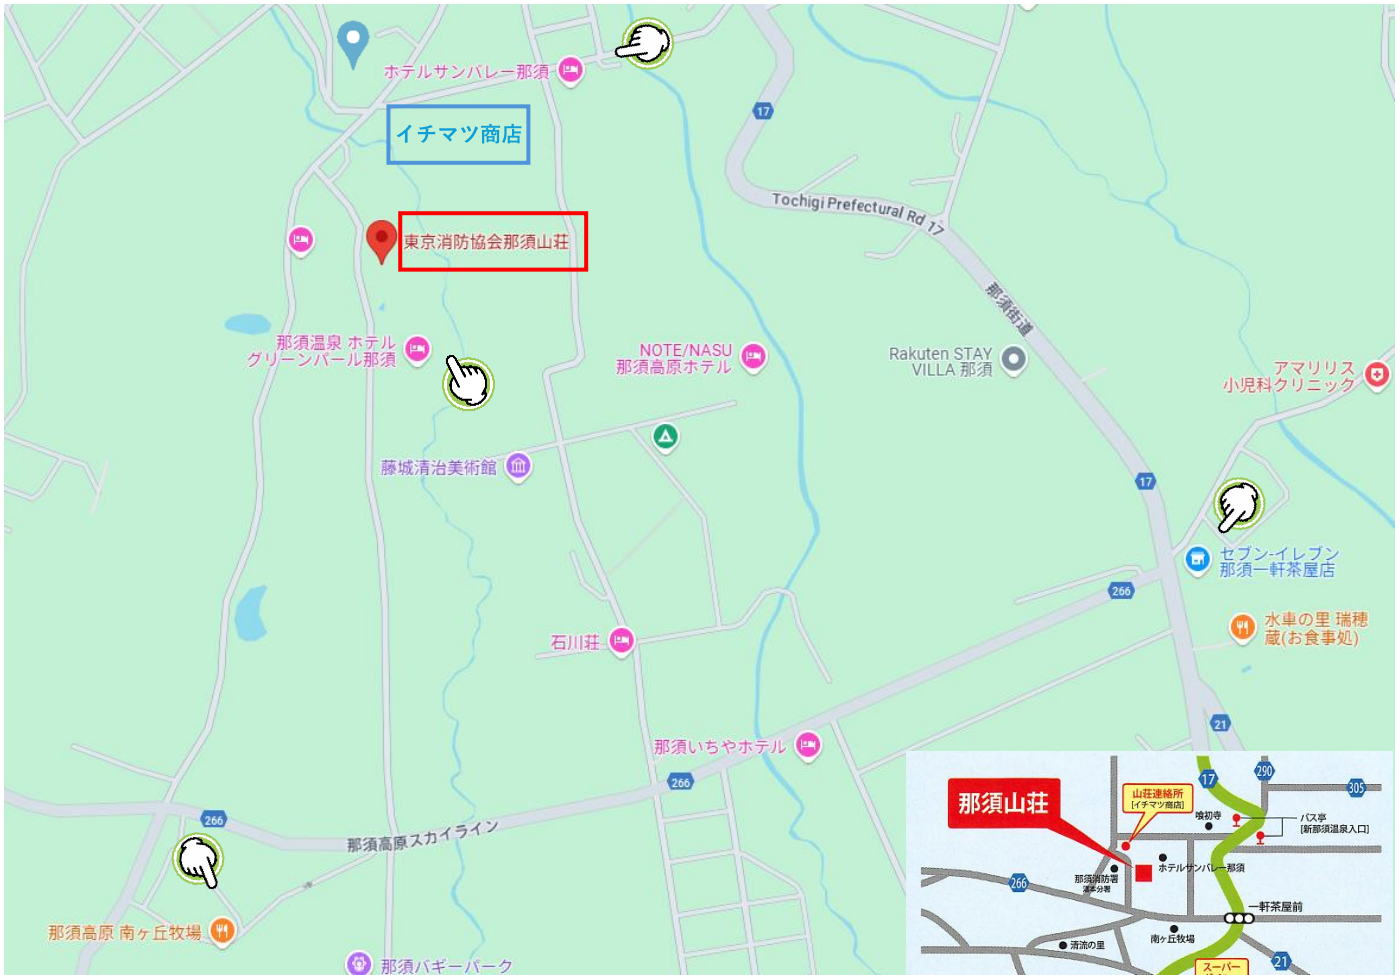 ホテルサンバレー那須
イチマツ商店
17
Tochigi Prefectural Rd 17
東京消防協会那須山荘
那須街道
那須温泉 ホテル
グリーンパール那須
NOTE/NASU
那須高原ホテル
Rakuten STAY
VILLA 那須
アマリリス
小児科クリニック
藤城清治美術館
17
セブン-イレブン
那須一軒茶屋店
266
水車の里 瑞穂
蔵(お食事処)
石川荘
21
那須いちやホテル
266
266
那須高原スカイライン
那須高原 南ヶ丘牧場
那須バギーパーク
17
290
305
那須山荘
山荘連絡所
[イチマツ商店]
喰初寺
バス亭
[新那須温泉入口]
ホテルサンバレー那須
那須消防署
湯本分署
266
一軒茶屋前
南ヶ丘牧場
清流の里
21
スーパー